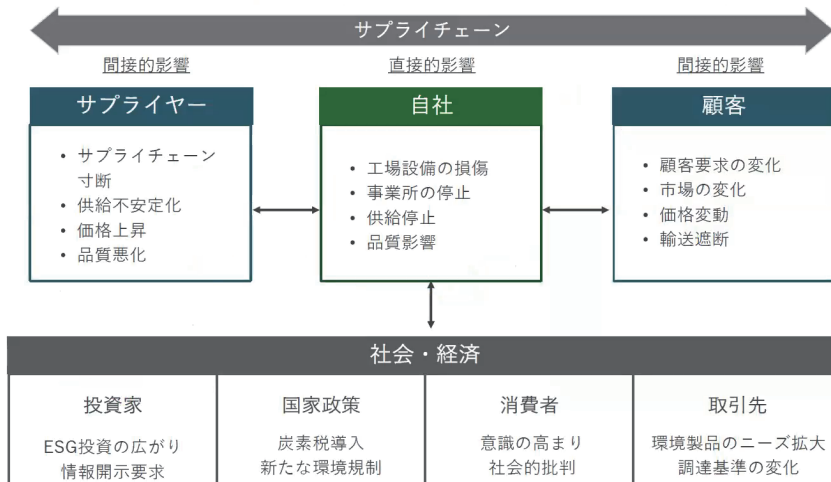 サプライチェーン
間接的影響
直接的影響
間接的影響
サプライヤー
・サプライチェーン
寸断
・供給不安定化
・価格上昇
・品質悪化
自社
・工場設備の損傷
・事業所の停止
・供給停止
・品質影響
顧客
・顧客要求の変化
・市場の変化
・価格変動
・輸送遮断
社会・経済
投資家
ESG投資の広がり
情報開示要求
国家政策
炭素税導入
新たな環境規制
消費者
意識の高まり
社会的批判
取引先
環境製品のニーズ拡大
調達基準の変化